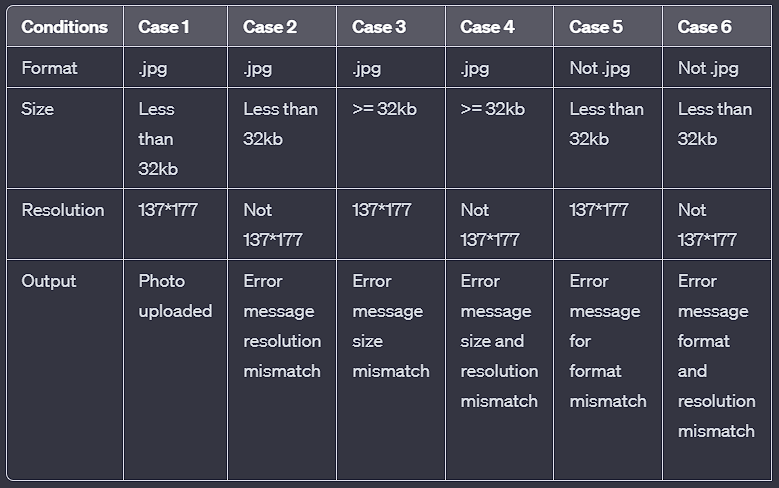 Conditions Case 1 Case 2 Case 3 Case 4 Case 5 Case 6
Format .jpg .jpg .jpg .jpg Not .jpg Not .jpg
Size Less Less than >= 32kb >= 32kb Less than Less than
than 32kb 32kb 32kb
32kb
Resolution 137*177 Not 137*177 Not 137*177 Not
137*177 137*177 137*177
Output Photo Error Error Error Error Error
uploaded message message message message message
resolution size size and for format
mismatch mismatch resolution format and
mismatch mismatch resolution
mismatch